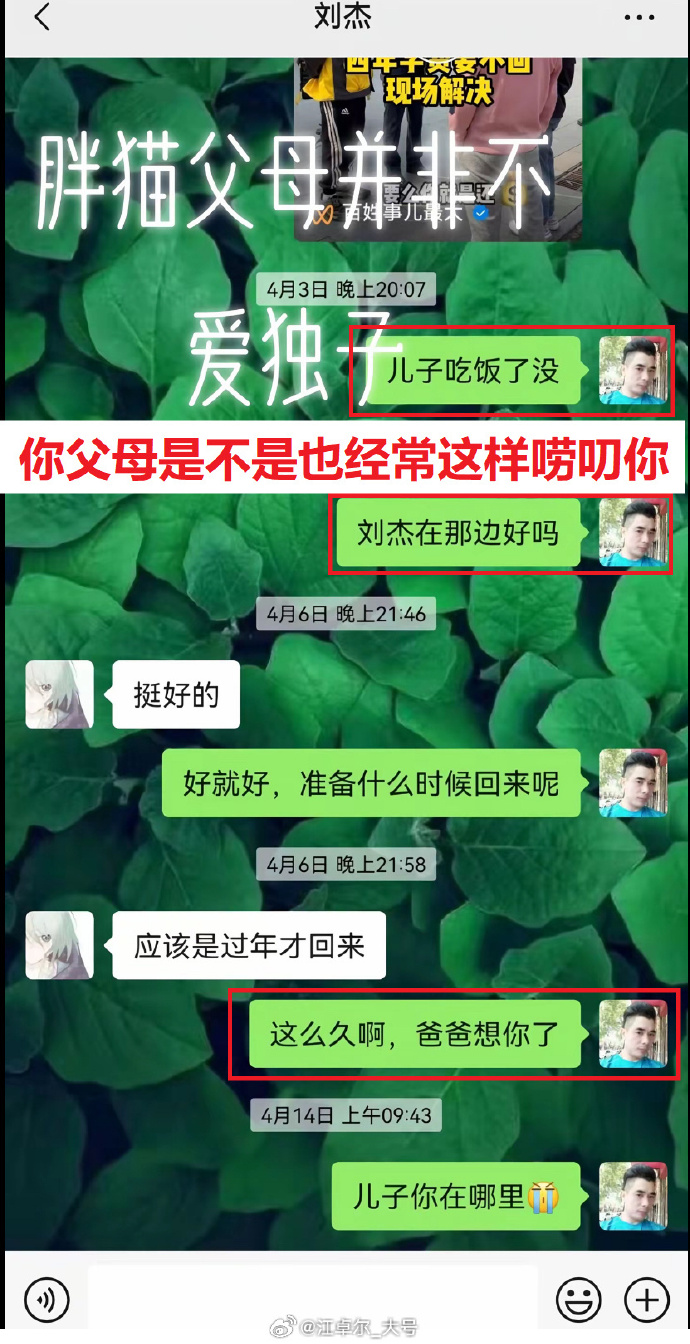 刘杰
四年学费要不回
现场解决
胖猫父母并非不
百姓事儿最大
4月3日 晚上20:07
爱独子
儿子吃饭了没
你父母是不是也经常这样唠叨你
刘杰在那边好吗
4月6日 晚上21:46
挺好的
好就好，准备什么时候回来呢
4月6日 晚上21:58
应该是过年才回来
这么久啊，爸爸想你了
4月14日 上午09:43
儿子你在哪里😭
@江卓尔_大号